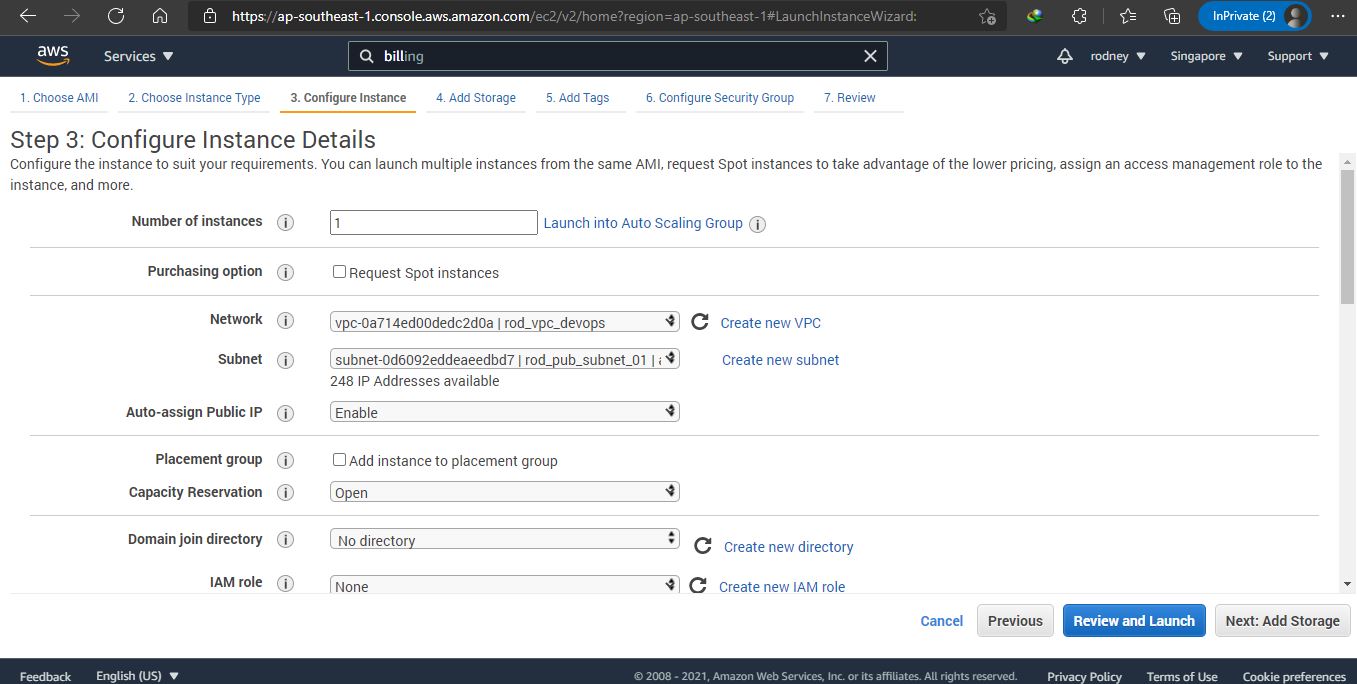 https://ap-southeast-1.console.aws.amazon.com/ec2/v2/home?region=ap-southeast-1#LaunchInstanceWizard:
InPrivate (2)
aws
Services
billing
rodney
Singapore
Support
1. Choose AMI
2. Choose Instance Type
3. Configure Instance
4. Add Storage
5. Add Tags
6. Configure Security Group
7. Review
Step 3: Configure Instance Details
Configure the instance to suit your requirements. You can launch multiple instances from the same AMI, request Spot instances to take advantage of the lower pricing, assign an access management role to the
instance, and more.
Number of instances
1
Launch into Auto Scaling Group
Purchasing option
Request Spot instances
Network
vpc-0a714ed00dedc2d0a | rod_vpc_devops
Create new VPC
Subnet
subnet-0d6092eddeaeedbd7 | rod_pub_subnet_01 |
Create new subnet
248 IP Addresses available
Auto-assign Public IP
Enable
Placement group
Add instance to placement group
Capacity Reservation
Open
Domain join directory
No directory
Create new directory
IAM role
None
Create new IAM role
Cancel
Previous
Review and Launch
Next: Add Storage
Feedback
English (US)
© 2008 - 2021, Amazon Web Services, Inc. or its affiliates. All rights reserved.
Privacy Policy
Terms of Use
Cookie preferences